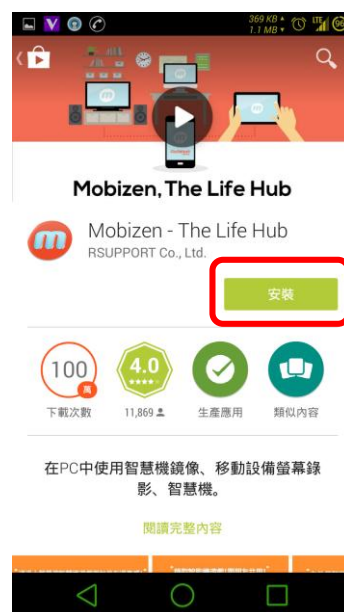 369 KB
1.1 MB
LTE
96
Mobizen, The Life Hub
Mobizen - The Life Hub
RSUPPORT Co., Ltd.
安裝
100
萬
4.0
下載次數
11,869
生產應用
類似內容
在PC中使用智慧機鏡像、移動設備螢幕錄
影、智慧機。
閱讀完整內容